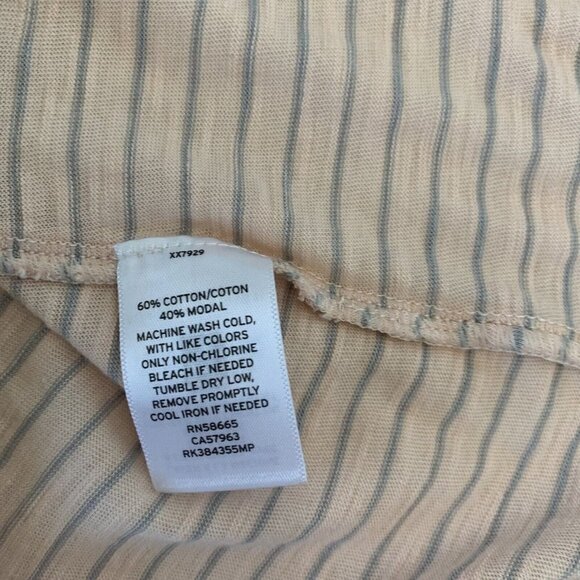 XX7929
60% COTTON/COTON
40% MODAL
MACHINE WASH COLD,
WITH LIKE COLORS
ONLY NON-CHLORINE
BLEACH IF NEEDED
TUMBLE DRY LOW,
REMOVE PROMPTLY
COOL IRON IF NEEDED
RN58665
CA57963
RK384355MP